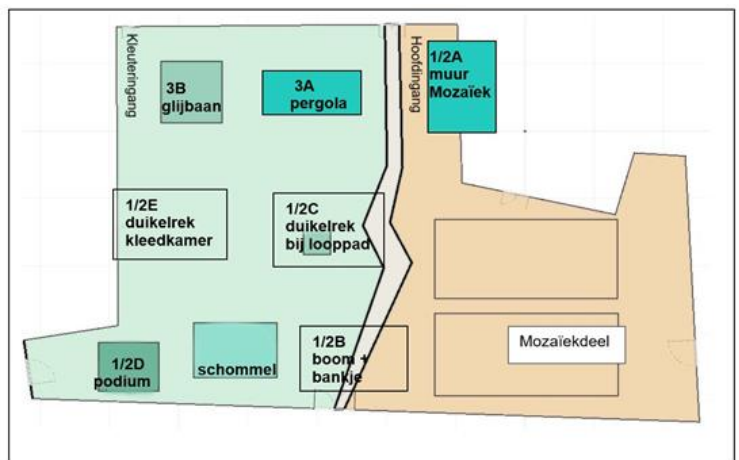 Kleuteringang
3B
glijbaan
3A
pergola
Hoofdingang
1/2A
muur
Mozaïek
1/2E
duikelrek
kleedkamer
1/2C
duikelrek
bij looppad
1/2D
podium
schommel
1/2B
boom +
bankje
Mozaïekdeel